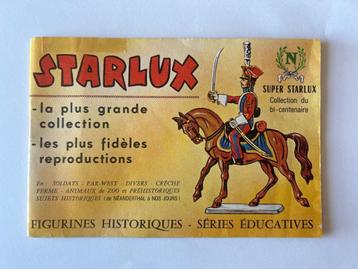 STARLUX
N
SUPER STARLUX
Collection du
bi-centenaire
-la plus grande
collection
-les plus fidèles
reproductions
En: SOLDATS - FAR-WEST - DIVERS - CRÈCHE
FERME - ANIMAUX de ZOO et PRÉHISTORIQUES
SUJETS HISTORIQUES (de NÉANDERTHAL à NOS JOURS)
FIGURINES HISTORIQUES - SÉRIES ÉDUCATIVES